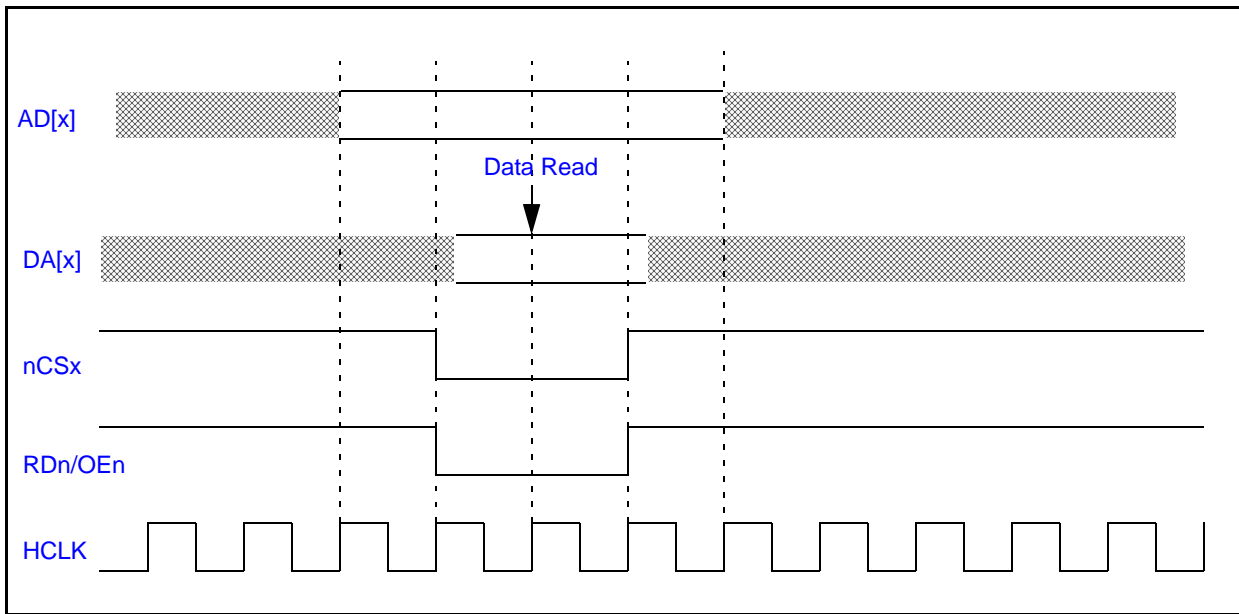 AD[x]
Data Read
DA[x]
nCSx
RDn/OEn
HCLK